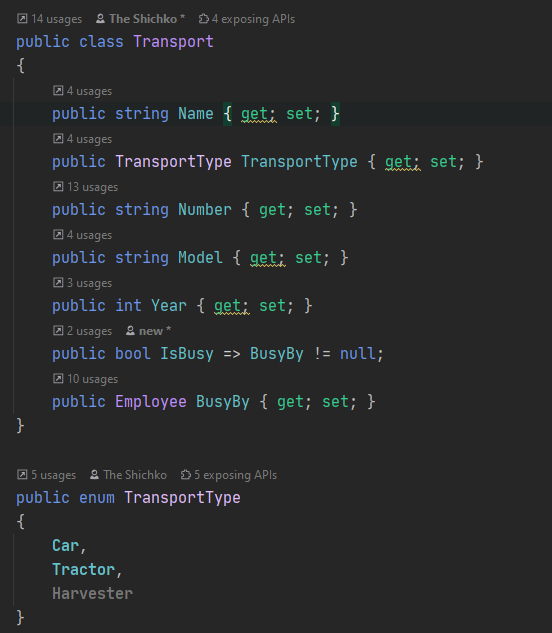 14 usages The Shichko * 4 exposing APIs
public class Transport
{
4 usages
public string Name { get; set; }
4 usages
public TransportType TransportType { get; set; }
13 usages
public string Number { get; set; }
4 usages
public string Model { get; set; }
3 usages
public int Year { get; set; }
2 usages new *
public bool IsBusy => BusyBy != null;
10 usages
public Employee BusyBy { get; set; }
}
5 usages The Shichko 5 exposing APIs
public enum TransportType
{
Car,
Tractor,
Harvester
}